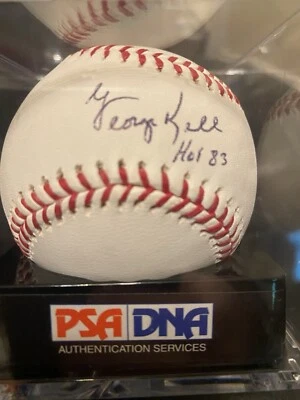 George Kell
HOF 83
PSA DNA
AUTHENTICATION SERVICES